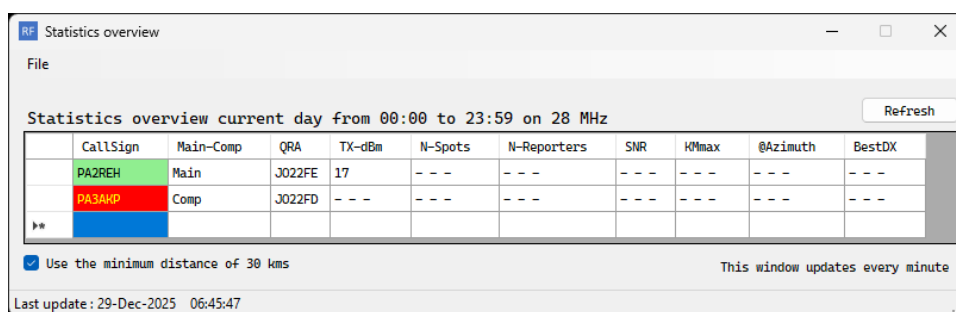 RF Statistics overview
File
Statistics overview current day from 00:00 to 23:59 on 28 MHz
Refresh
CallSign Main-Comp QRA TX-dBm N-Spots N-Reporters SNR KMmax @Azimuth BestDX
PA2REH Main JO22FE 17 - - - - - - - - - - - - - - - - - -
PA3AKP Comp JO22FD - - - - - - - - - - - - - - - - - - - - -
Use the minimum distance of 30 kms
This window updates every minute
Last update : 29-Dec-2025 06:45:47